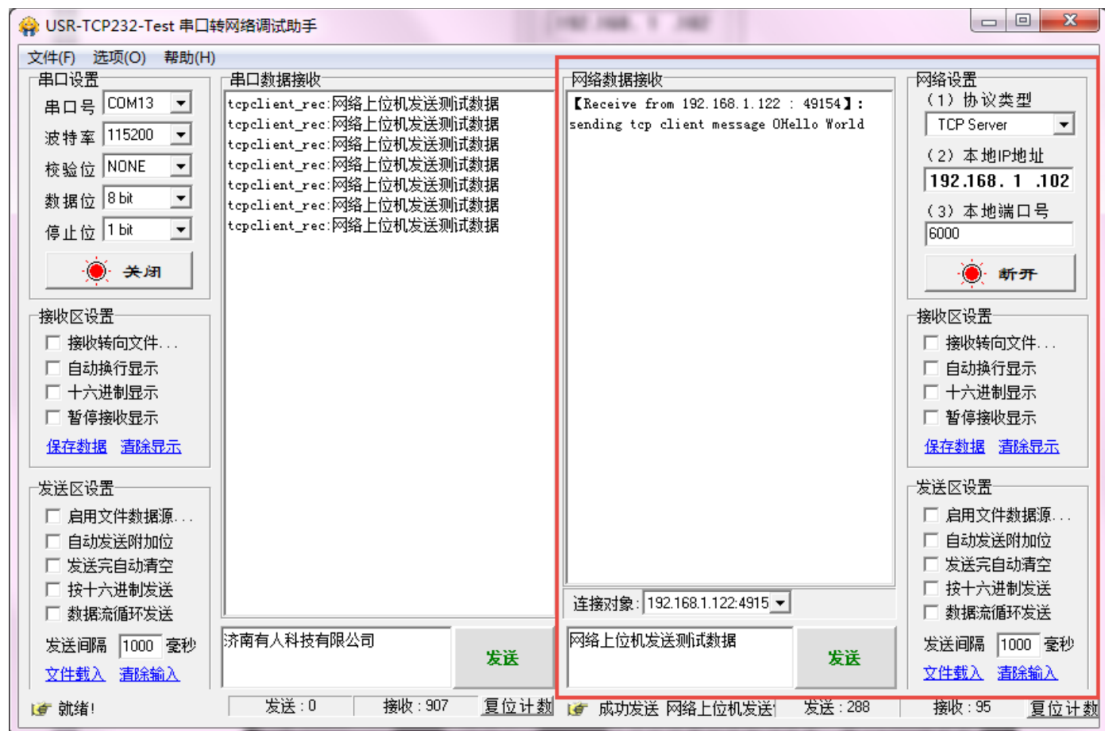 USR-TCP232-Test 串口转网络调试助手
文件(F) 选项(O) 帮助(H)
串口设置
串口号 COM13
波特率 115200
校验位 NONE
数据位 8 bit
停止位 1 bit
关闭
接收区设置
接收转向文件...
自动换行显示
十六进制显示
暂停接收显示
保存数据 清除显示
发送区设置
启用文件数据源...
自动发送附加位
发送完自动清空
按十六进制发送
数据流循环发送
发送间隔 1000 毫秒
文件载入 清除输入
串口数据接收
tcpclient_rec:网络上位机发送测试数据
tcpclient_rec:网络上位机发送测试数据
tcpclient_rec:网络上位机发送测试数据
tcpclient_rec:网络上位机发送测试数据
tcpclient_rec:网络上位机发送测试数据
tcpclient_rec:网络上位机发送测试数据
tcpclient_rec:网络上位机发送测试数据
济南有人科技有限公司
发送
网络数据接收
【Receive from 192.168.1.122 : 49154】:
sending tcp client message 0Hello World
连接对象: 192.168.1.122:4915
网络上位机发送测试数据
发送
网络设置
(1) 协议类型
TCP Server
(2) 本地IP地址
192.168. 1 .102
(3) 本地端口号
6000
断开
接收区设置
接收转向文件...
自动换行显示
十六进制显示
暂停接收显示
保存数据 清除显示
发送区设置
启用文件数据源...
自动发送附加位
发送完自动清空
按十六进制发送
数据流循环发送
发送间隔 1000 毫秒
文件载入 清除输入
就绪! 发送 : 0 接收 : 907 复位计数 成功发送 网络上位机发送 发送 : 288 接收 : 95 复位计数